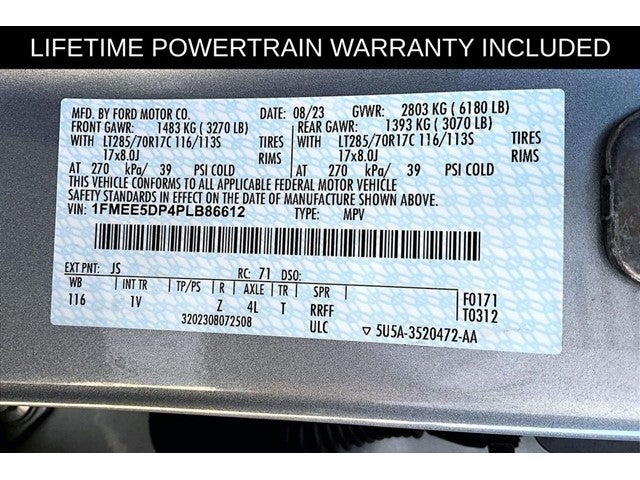 LIFETIME POWERTRAIN WARRANTY INCLUDED
MFD. BY FORD MOTOR CO. DATE: 08/23 GVWR: 2803 KG ( 6180 LB)
FRONT GAWR: 1483 KG ( 3270 LB) REAR GAWR: 1393 KG ( 3070 LB)
WITH LT285/70R17C 116/113S TIRES WITH LT285/70R17C 116/113S TIRES
17x8.0J RIMS 17x8.0J RIMS
AT 270 kPa/ 39 PSI COLD AT 270 kPa/ 39 PSI COLD
THIS VEHICLE CONFORMS TO ALL APPLICABLE FEDERAL MOTOR VEHICLE
SAFETY STANDARDS IN EFFECT ON THE DATE OF MANUFACTURE SHOWN ABOVE.
VIN: 1FMEE5DP4PLB86612 TYPE: MPV
EXT PNT: JS RC: 71 DSO:
WB INT TR TP/PS R AXLE TR SPR F0171
116 1V Z 4L T RRFF T0312
3202308072508 ULC ▽ 5U5A-3520472-AA